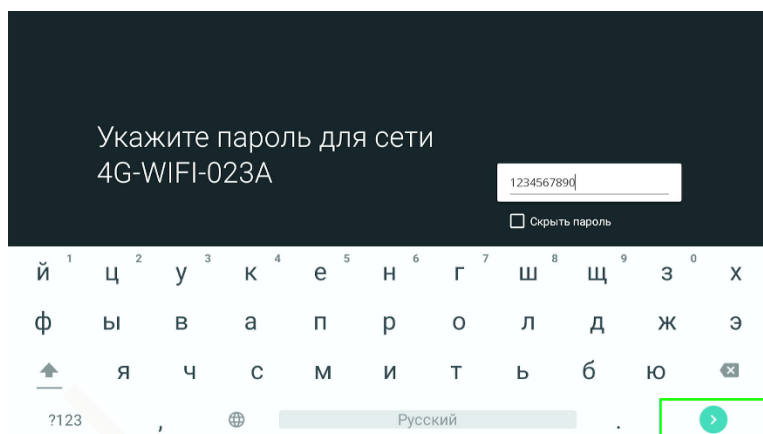 Укажите пароль для сети
4G-WIFI-023A
1234567890
Скрыть пароль
й 1 ц 2 у 3 к 4 е 5 н 6 г 7 ш 8 щ 9 з 0 х
ф ы в а п р о л д ж э
я ч с м и т ь б ю
?123 , Русский .